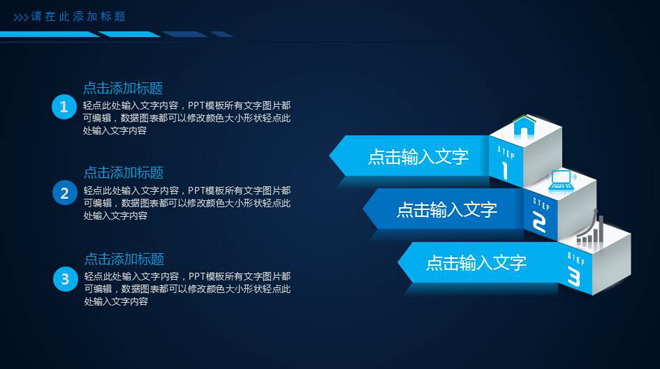 请在此添加标题
1
点击添加标题
轻点此处输入文字内容，PPT模板所有文字图片都
可编辑，数据图表都可以修改颜色大小形状轻点此
处输入文字内容
2
点击添加标题
轻点此处输入文字内容，PPT模板所有文字图片都
可编辑，数据图表都可以修改颜色大小形状轻点此
处输入文字内容
3
点击添加标题
轻点此处输入文字内容，PPT模板所有文字图片都
可编辑，数据图表都可以修改颜色大小形状轻点此
处输入文字内容
点击输入文字
STEP
1
点击输入文字
STEP
2
点击输入文字
STEP
3